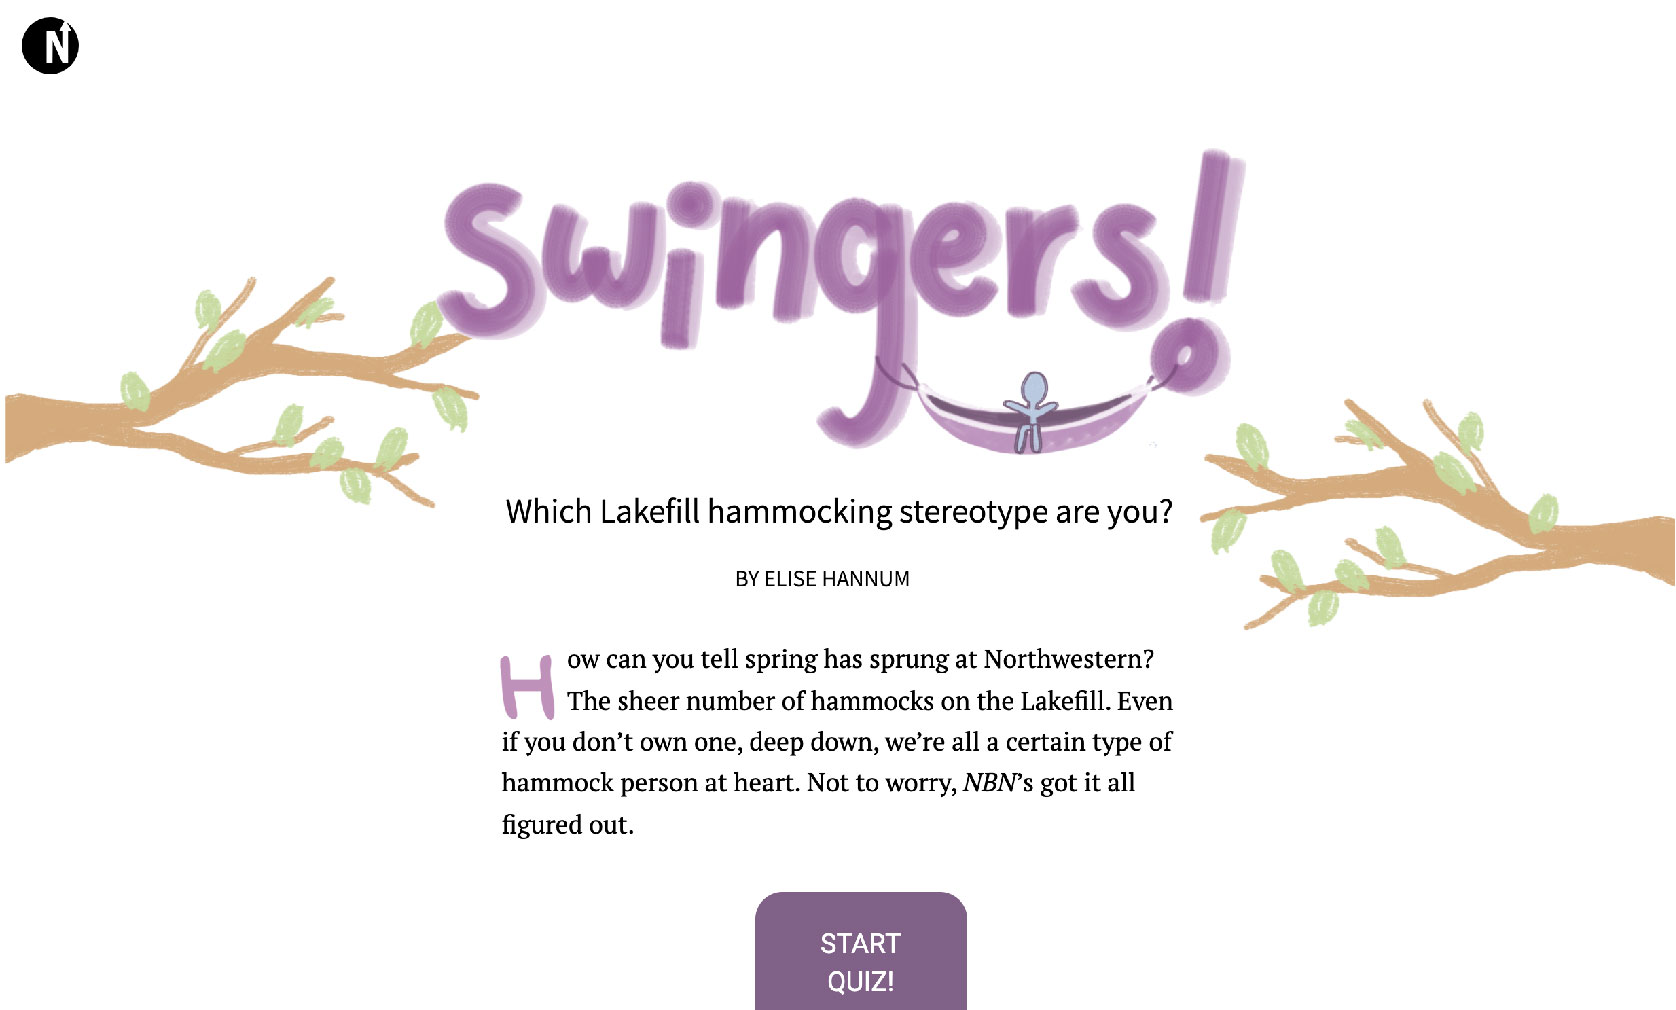 N
Swingers!
Which Lakefill hammocking stereotype are you?
BY ELISE HANNUM
How can you tell spring has sprung at Northwestern?
The sheer number of hammocks on the Lakefill. Even
if you don’t own one, deep down, we’re all a certain type of
hammock person at heart. Not to worry, NBN’s got it all
figured out.
START
QUIZ!